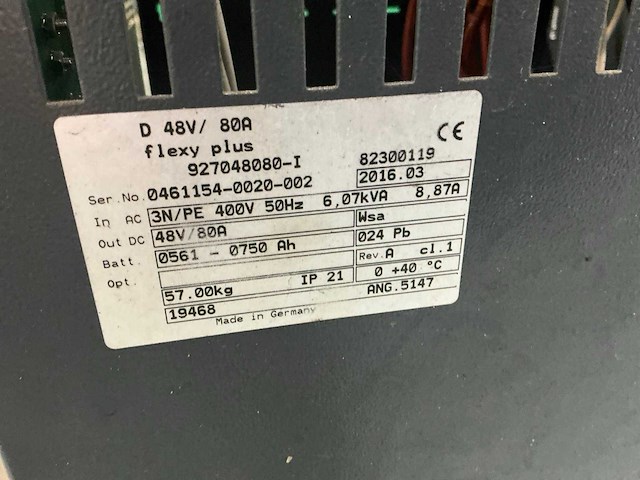 D 48V/ 80A
flexy plus
CE
927048080-I
82300119
Ser.No. 0461154-0020-002
2016.03
In AC 3N/PE 400V 50Hz 6,07kVA 8,87A
Out DC 48V/80A
Wsa
Batt. 0561 - 0750 Ah
024 Pb
Opt.
Rev.A cl.1
57.00kg IP 21
0 +40 °C
19468
ANG.5147
Made in Germany